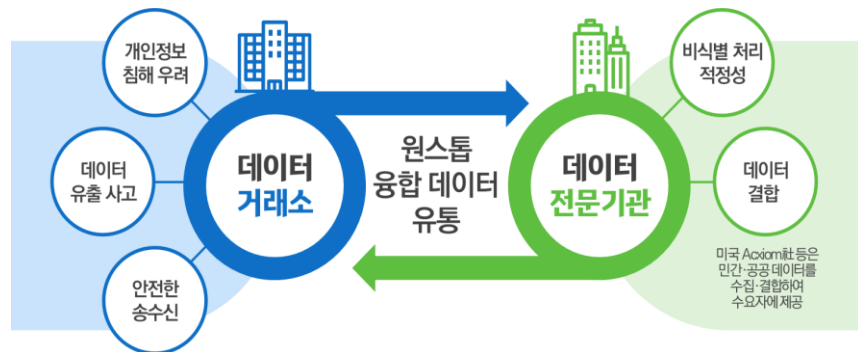 개인정보
침해 우려
데이터
유출 사고
안전한
송수신
데이터
거래소
원스톱
융합 데이터
유통
데이터
전문기관
비식별 처리
적정성
데이터
결합
미국 Acxiom社 등은
민간·공공 데이터를
수집·결합하여
수요자에 제공